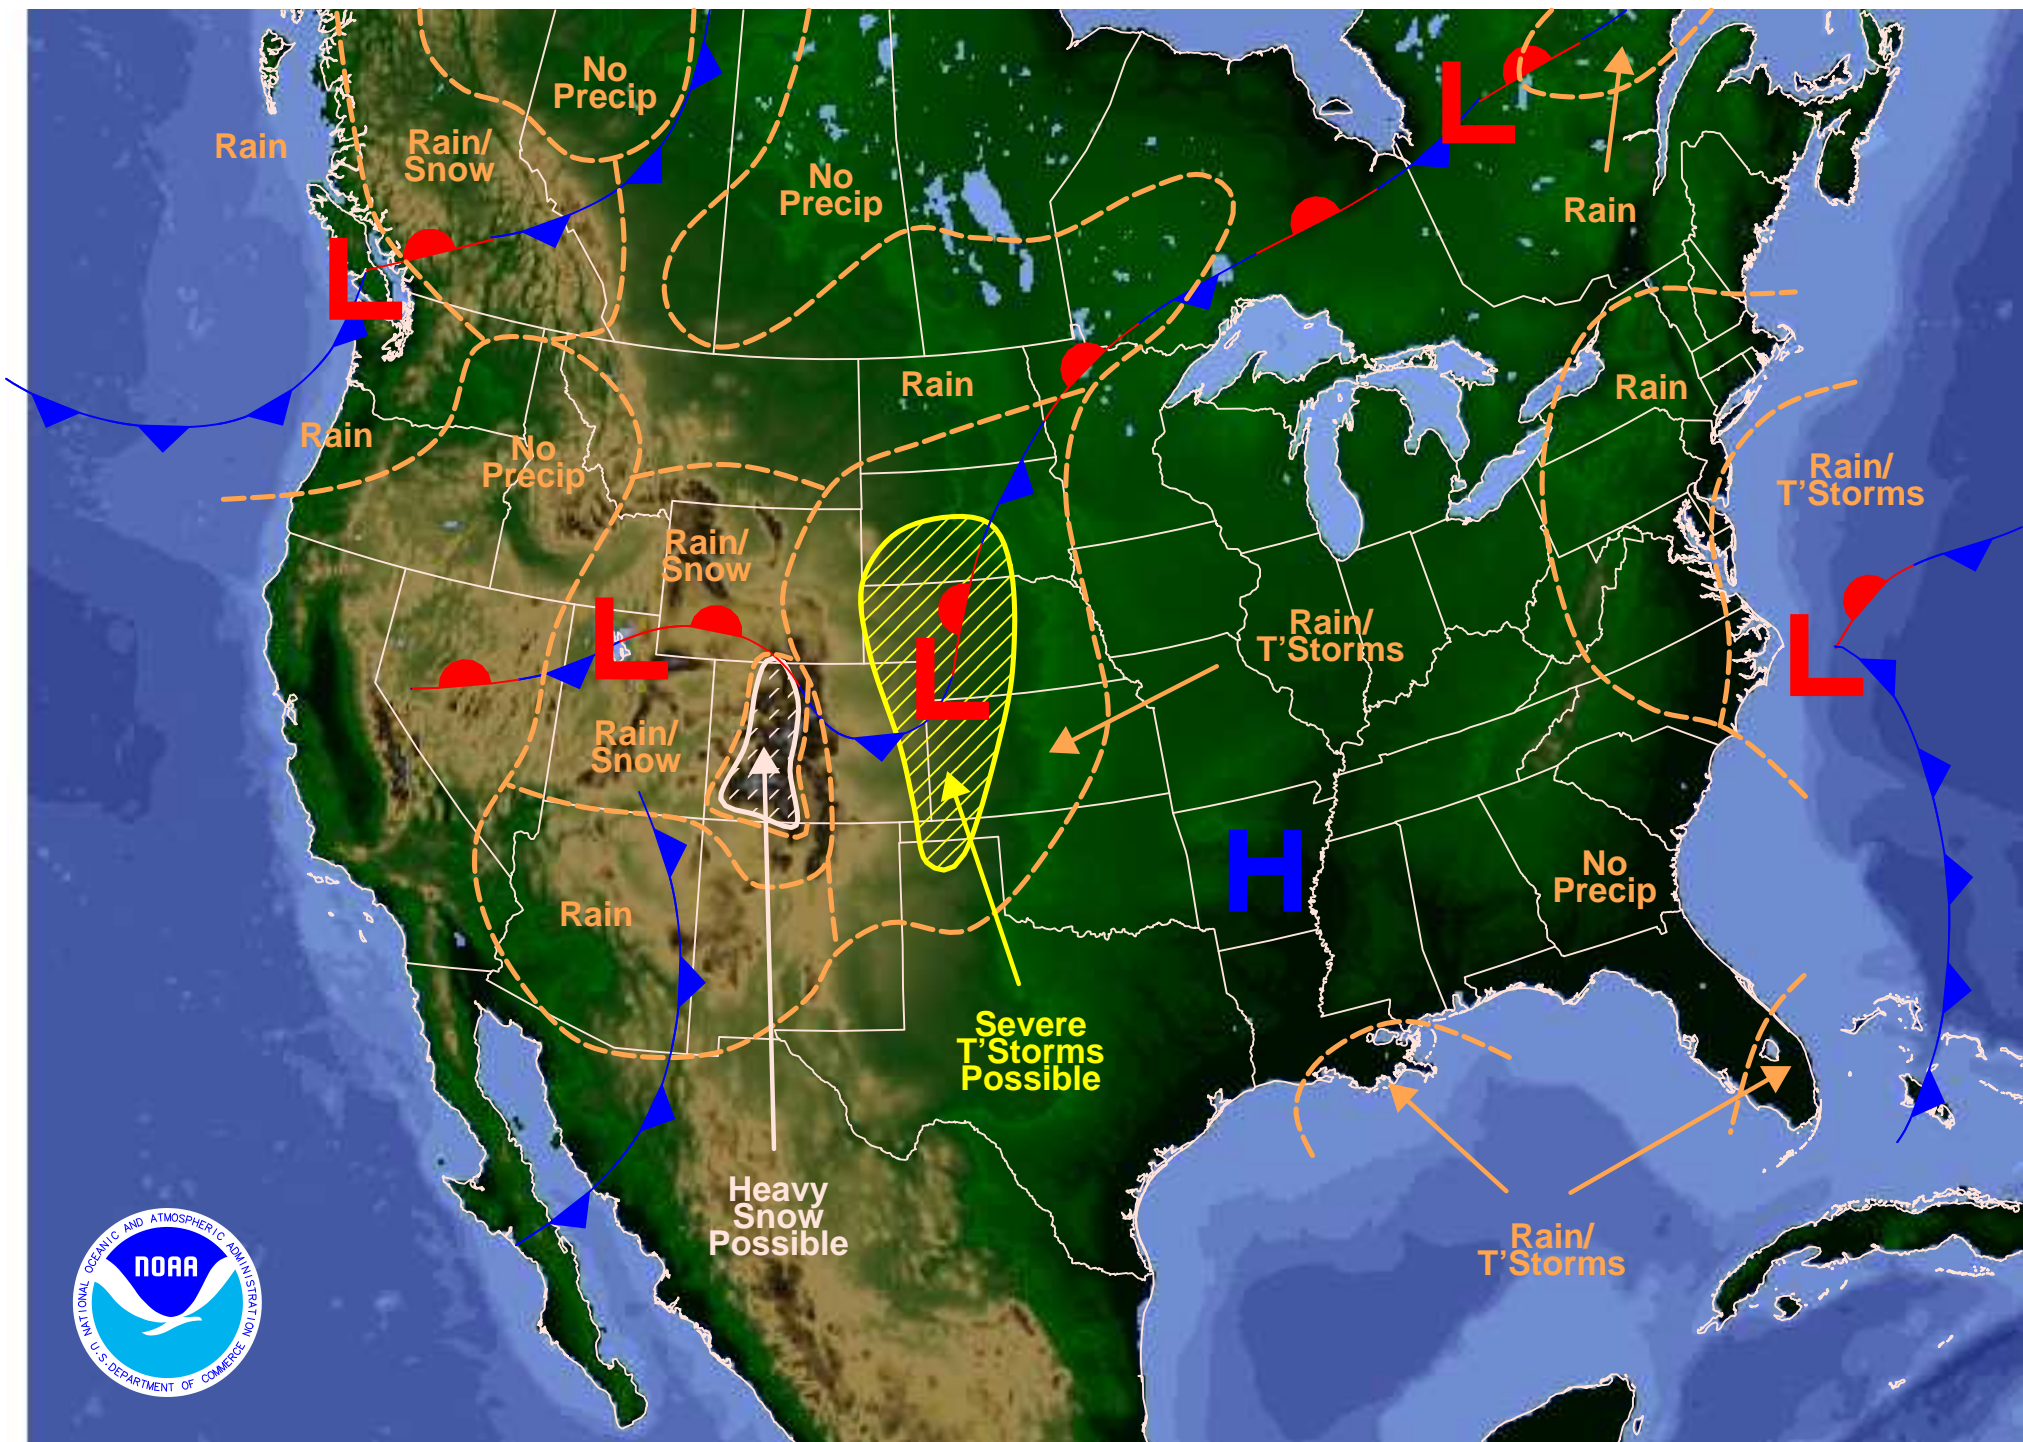 No
Precip
Rain
Rain/
Snow
No
Precip
L
Rain
L
Rain
Rain
Rain
No
Precip
Rain
Rain/
T'Storms
Rain/
Snow
L
Rain/
T'Storms
L
L
Rain/
Snow
H
No
Precip
Rain
Severe
T'Storms
Possible
Heavy
Snow
Possible
Rain/
T'Storms
NATIONAL OCEANIC AND ATMOSPHERIC ADMINISTRATION
NOAA
U.S. DEPARTMENT OF COMMERCE